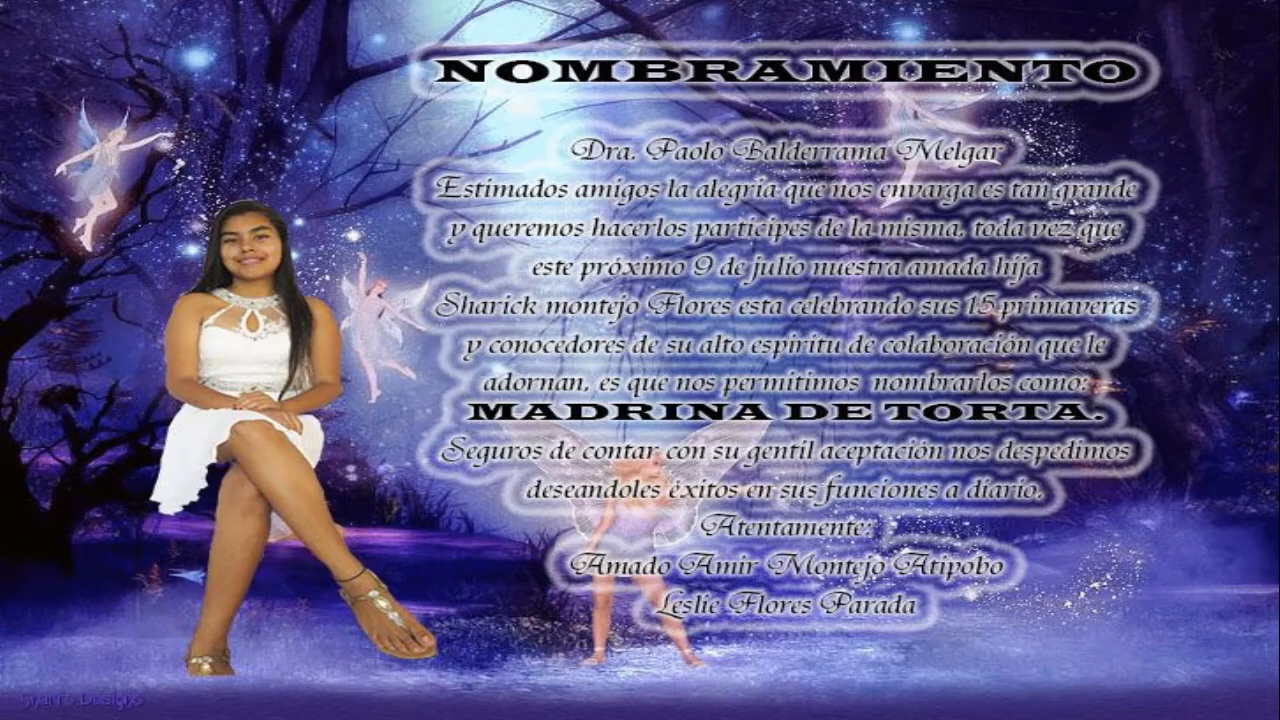 NOMBRAMIENTO
Dra. Paolo Balderrama Melgar
Estimados amigos la alegria que nos envarga es tan grande
y queremos hacerlos participes de la misma, toda vez que
este próximo 9 de julio nuestra amada hija
Sharick montejo Flores esta celebrando sus 15 primaveras
y conocedores de su alto espiritu de colaboración que le
adornan, es que nos permitimos nombrarlos como:
MADRINA DE TORTA.
Seguros de contar con su gentil aceptación nos despedimos
deseandoles éxitos en sus funciones a diario.
Atentamente:
Amado Amir Montejo Atipobo
Leslie Flores Parada
Designs